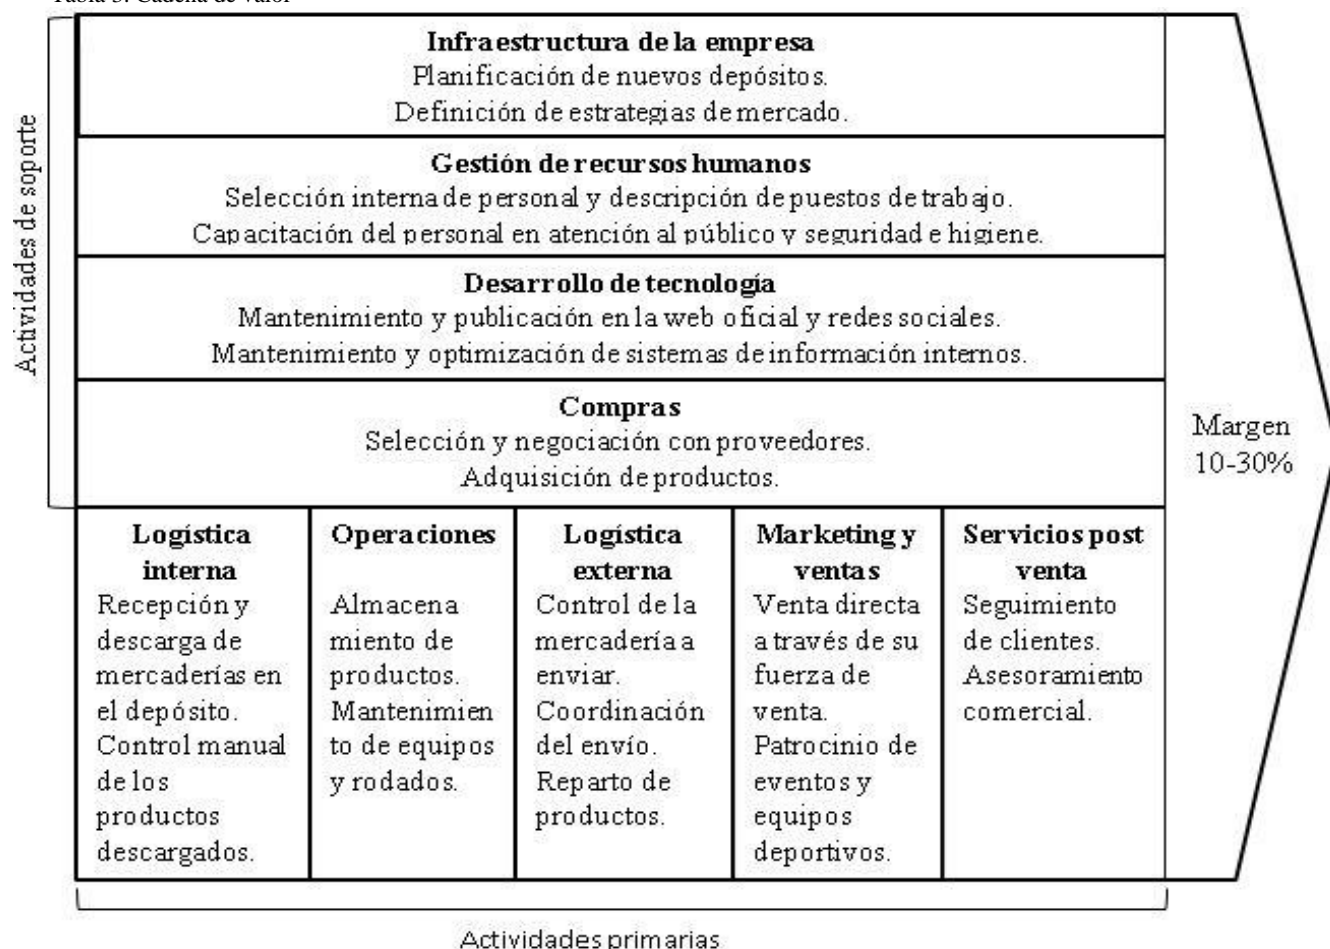 Tabla 5. Cadena de valor
Actividades de soporte
Infraestructura de la empresa
Planificación de nuevos depósitos.
Definición de estrategias de mercado.
Gestión de recursos humanos
Selección interna de personal y descripción de puestos de trabajo.
Capacitación del personal en atención al público y seguridad e higiene.
Desarrollo de tecnología
Mantenimiento y publicación en la web oficial y redes sociales.
Mantenimiento y optimización de sistemas de información internos.
Compras
Selección y negociación con proveedores.
Adquisición de productos.
Margen
10-30%
Logística
interna
Recepción y
descarga de
mercaderías en
el depósito.
Control manual
de los
productos
descargados.
Operaciones
Almacena
miento de
productos.
Mantenimien
to de equipos
y rodados.
Logística
externa
Control de la
mercadería a
enviar.
Coordinación
del envío.
Reparto de
productos.
Marketing y
ventas
Venta directa
a través de su
fuerza de
venta.
Patrocinio de
eventos y
equipos
deportivos.
Servicios post
venta
Seguimiento
de clientes.
Asesoramiento
comercial.
Actividades primarias